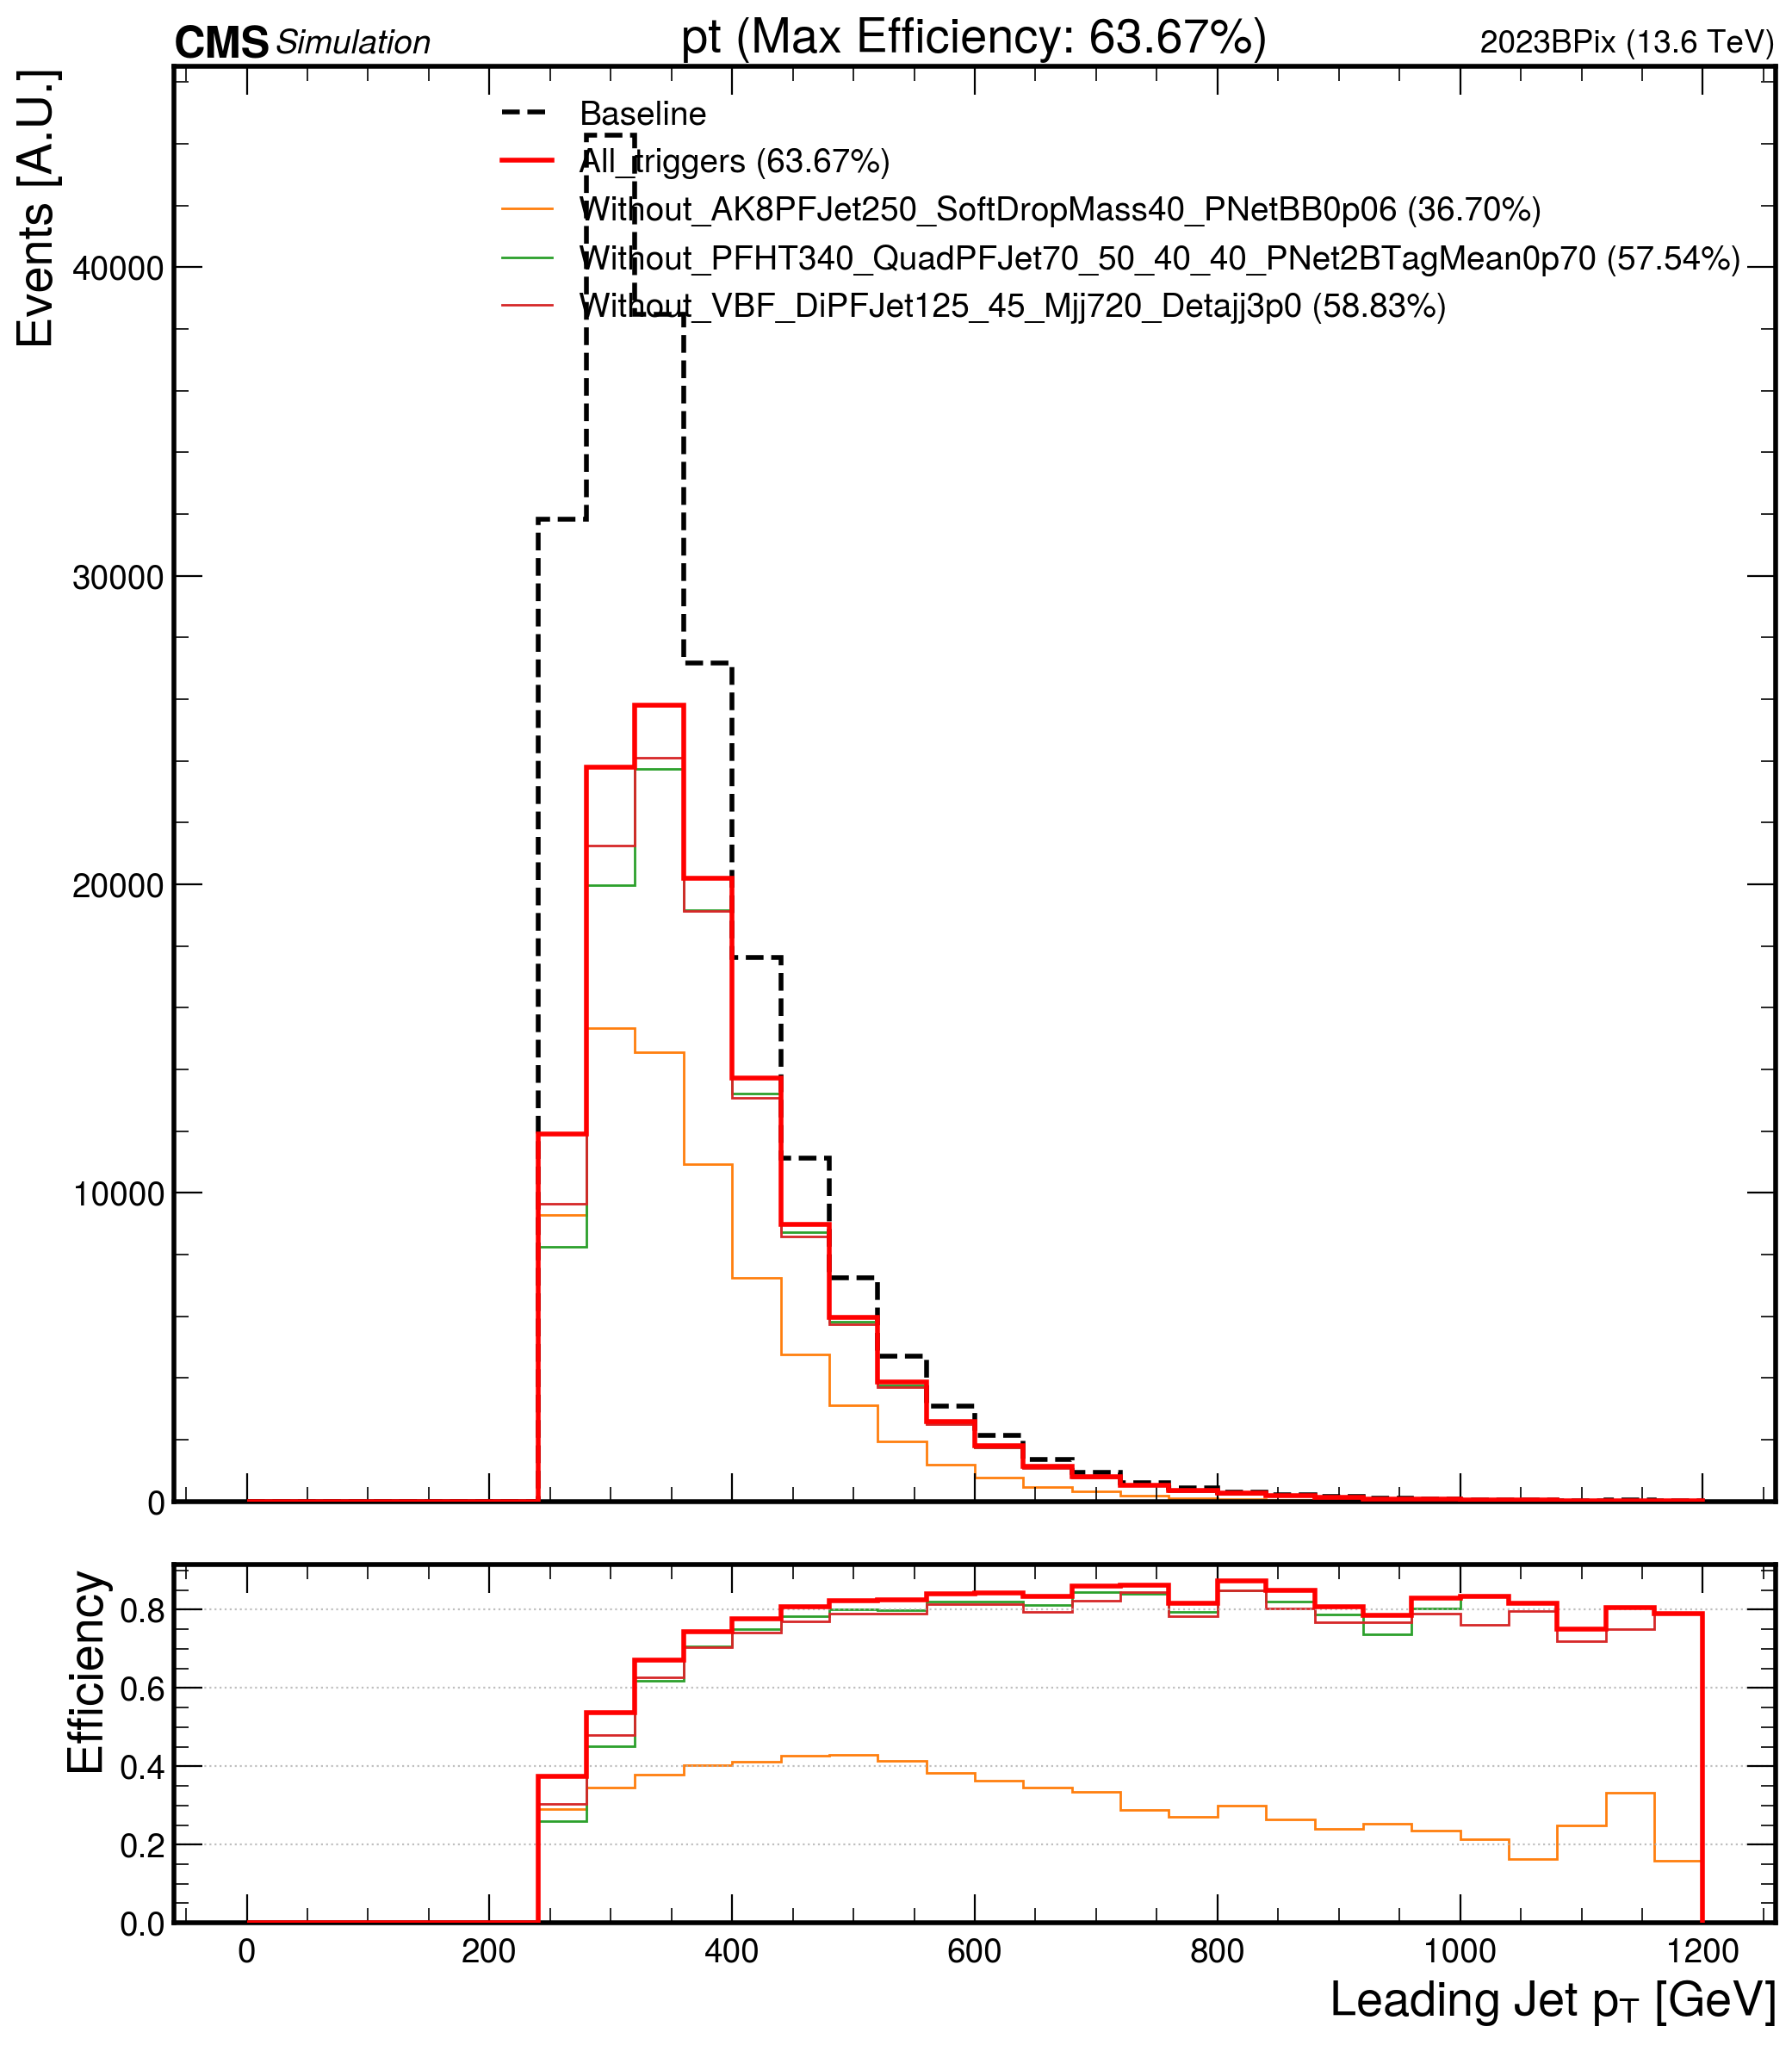 CMS Simulation pt (Max Efficiency: 63.67%) 2023BPix (13.6 TeV)
Events [A.U.]
Baseline
All_triggers (63.67%)
Without_AK8PFJet250_SoftDropMass40_PNetBB0p06 (36.70%)
Without_PFHT340_QuadPFJet70_50_40_40_PNet2BTagMean0p70 (57.54%)
Without_VBF_DiPFJet125_45_Mjj720_Detajj3p0 (58.83%)
40000
30000
20000
10000
0
Efficiency
0.8
0.6
0.4
0.2
0.0
0 200 400 600 800 1000 1200
Leading Jet pT [GeV]